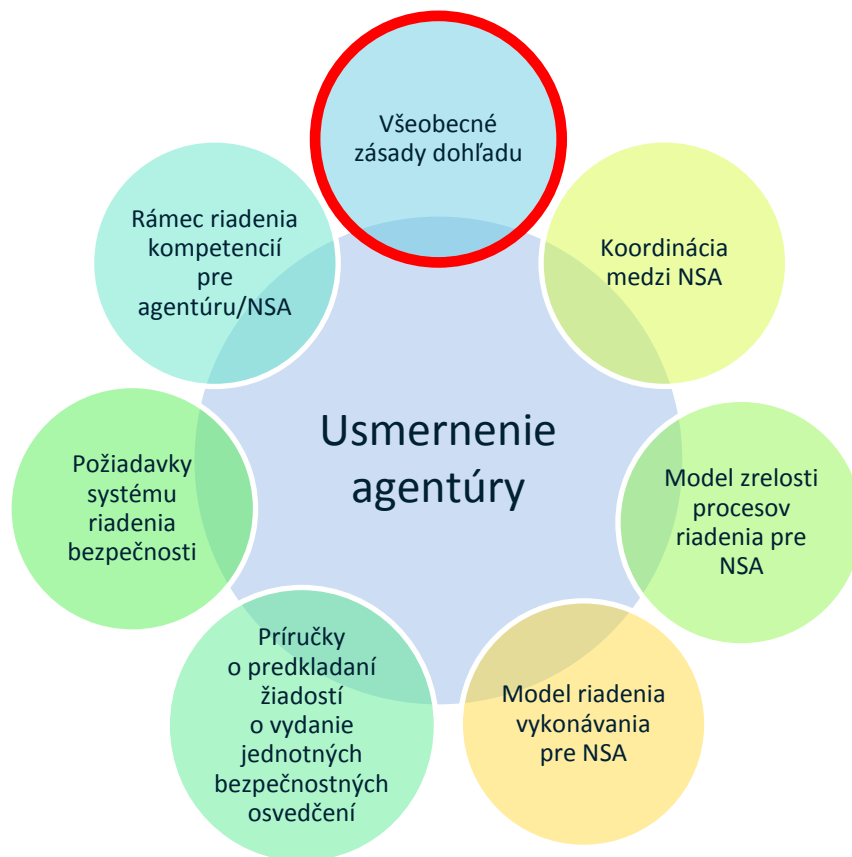 Všeobecné
zásady dohľadu
Rámec riadenia
kompetencií
pre
agentúru/NSA
Koordinácia
medzi NSA
Usmernenie
agentúry
Požiadavky
systému
riadenia
bezpečnosti
Model zrelosti
procesov
riadenia pre
NSA
Príručky
o predkladaní
žiadostí
o vydanie
jednotných
bezpečnostných
osvedčení
Model riadenia
vykonávania
pre NSA